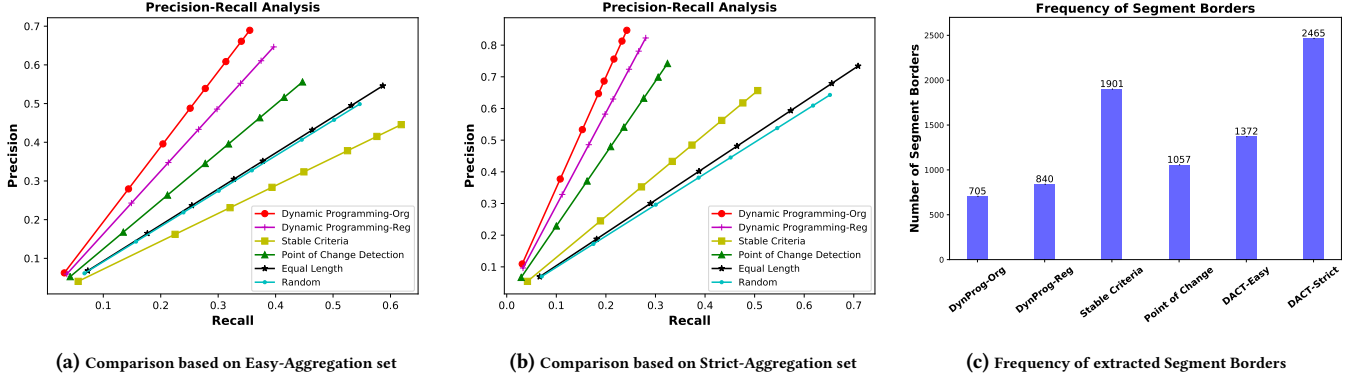 Precision-Recall Analysis
0.7
0.6
0.5
0.4
0.3
0.2
0.1
Precision
0.1 0.2 0.3 0.4 0.5 0.6
Recall
Dynamic Programming-Org
Dynamic Programming-Reg
Stable Criteria
Point of Change Detection
Equal Length
Random
(a) Comparison based on Easy-Aggregation set
Precision-Recall Analysis
0.8
0.7
0.6
0.5
0.4
0.3
0.2
0.1
Precision
0.0 0.1 0.2 0.3 0.4 0.5 0.6 0.7
Recall
Dynamic Programming-Org
Dynamic Programming-Reg
Stable Criteria
Point of Change Detection
Equal Length
Random
(b) Comparison based on Strict-Aggregation set
Frequency of Segment Borders
2500
2000
1500
1000
500
0
Number of Segment Borders
705
840
1901
1057
1372
2465
DynProg-Org
DynProg-Reg
Stable Criteria
Point of Change
DACT-Easy
DACT-Strict
(c) Frequency of extracted Segment Borders